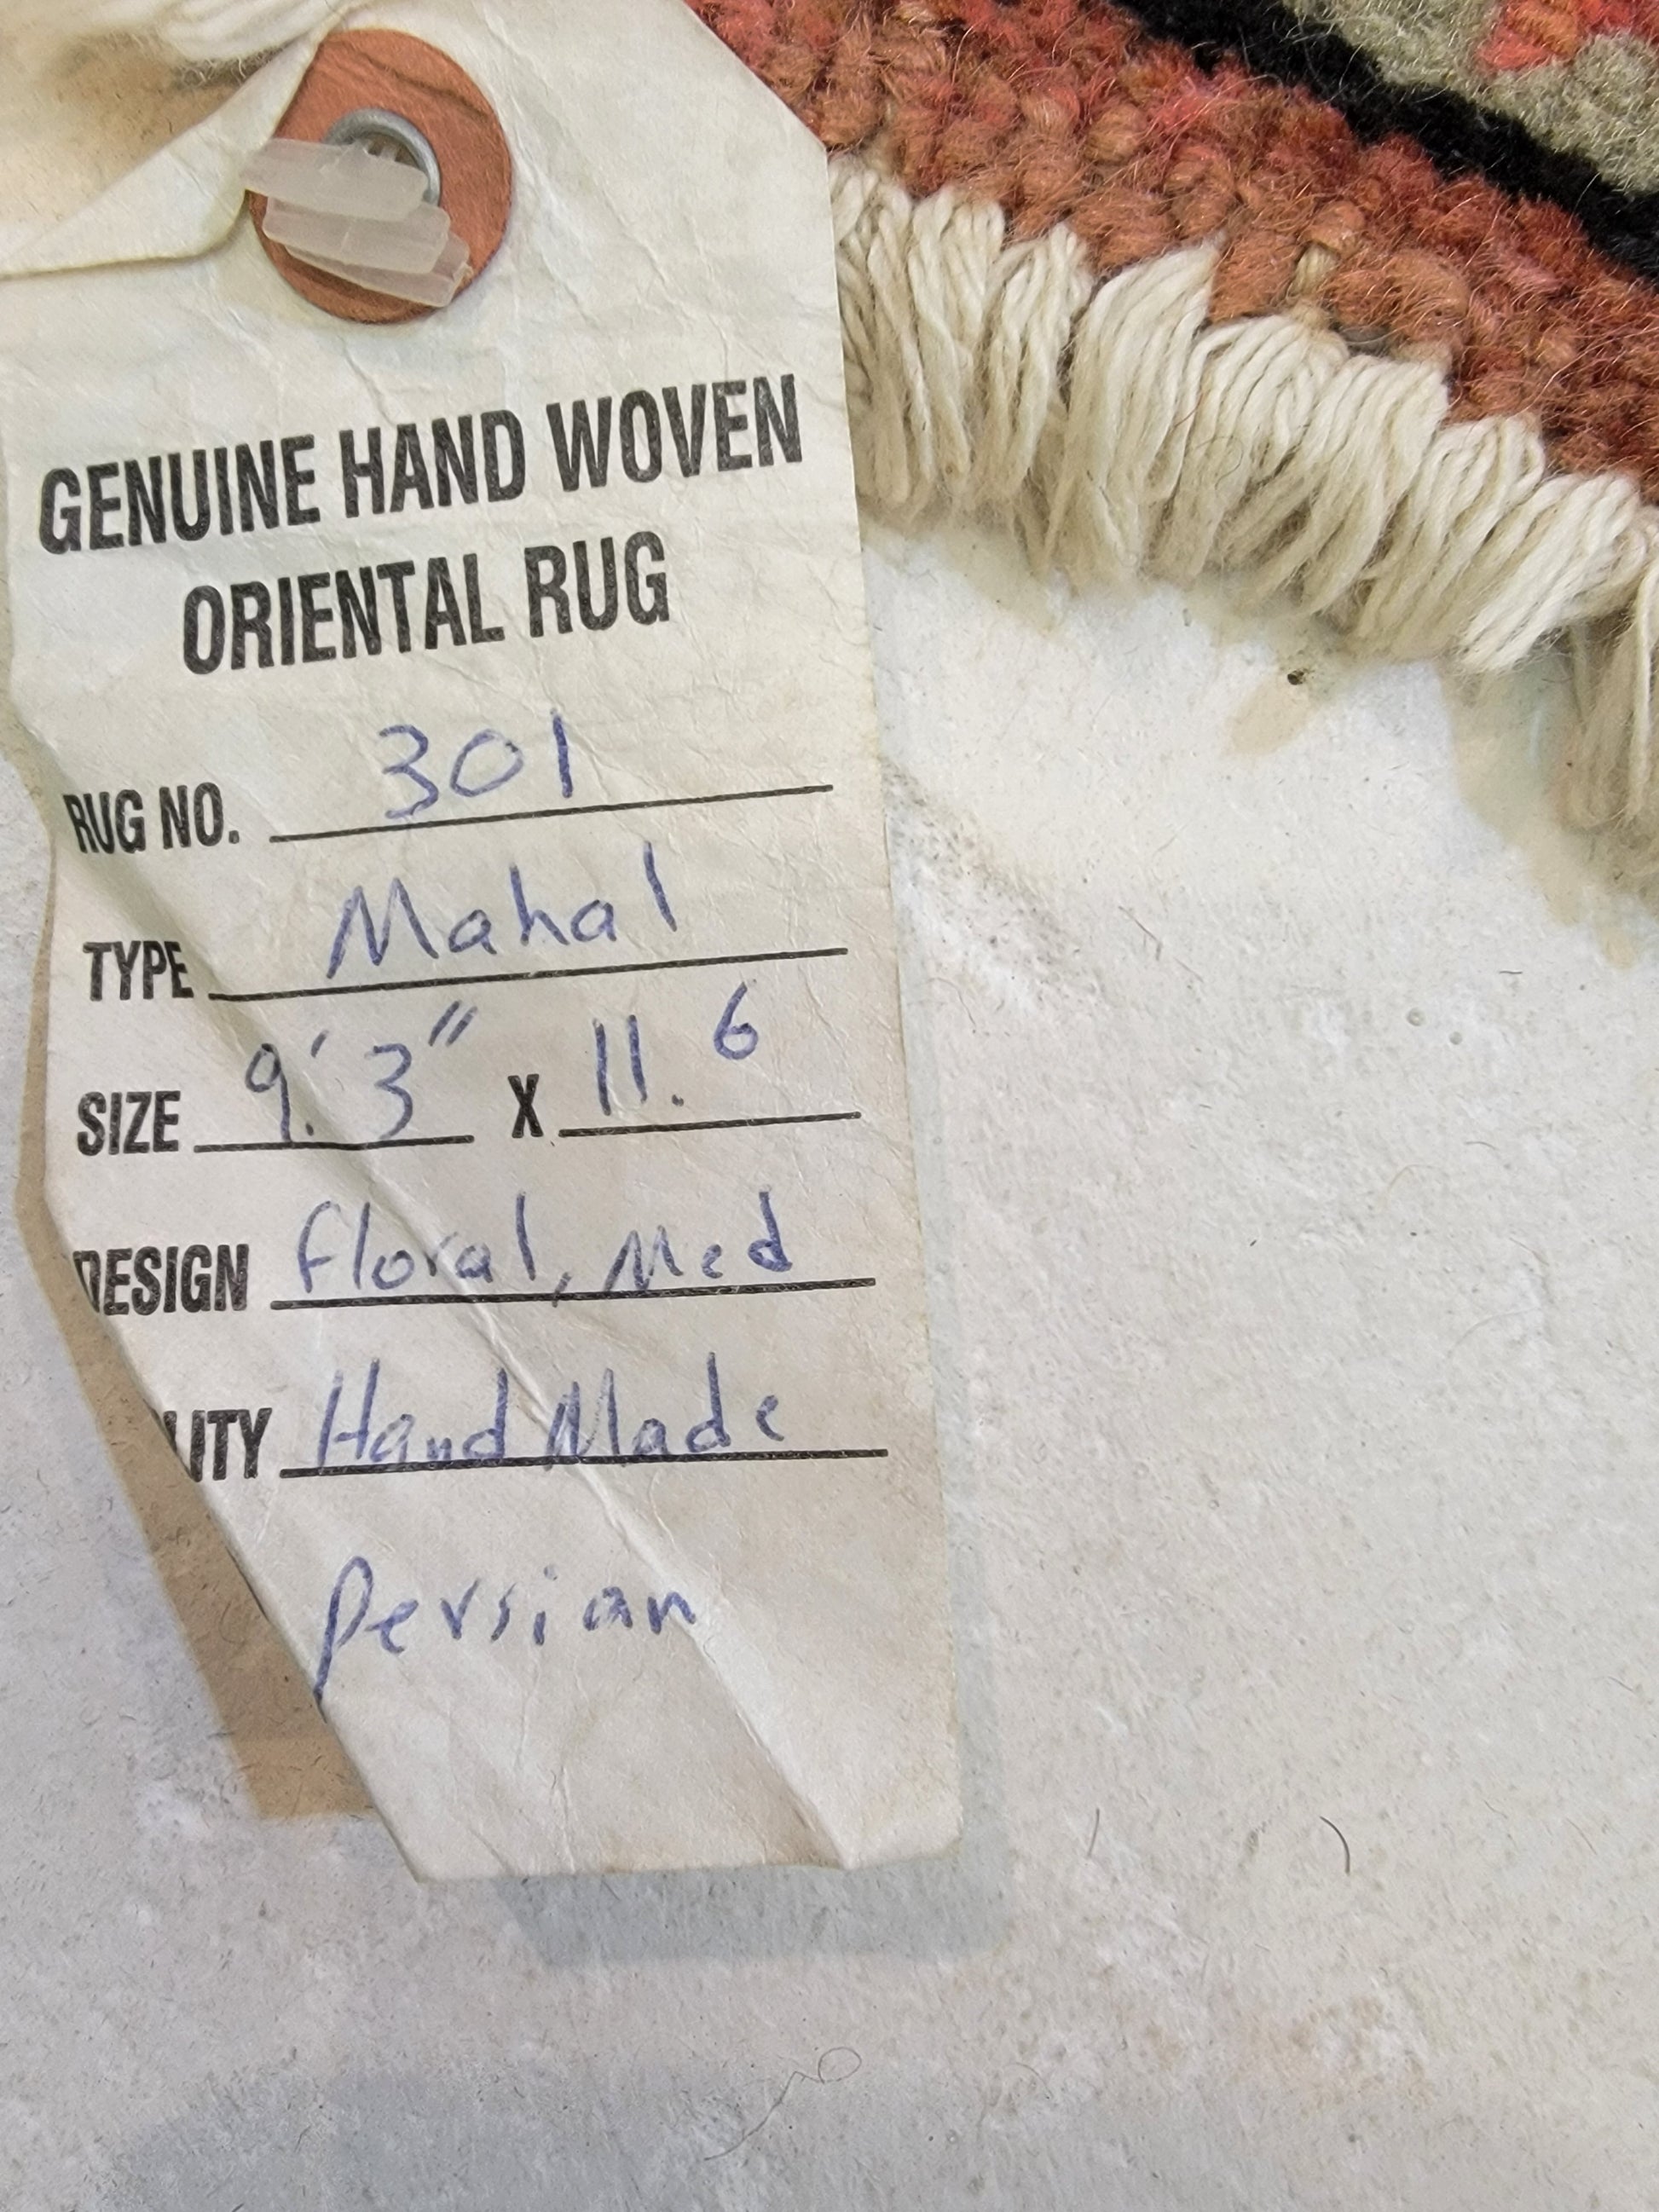 GENUINE HAND WOVEN
ORIENTAL RUG
RUG NO. 301
TYPE Mahal
SIZE 9.' 3" X 11. 6
DESIGN Floral, Med
LITY Hand Made
Persian